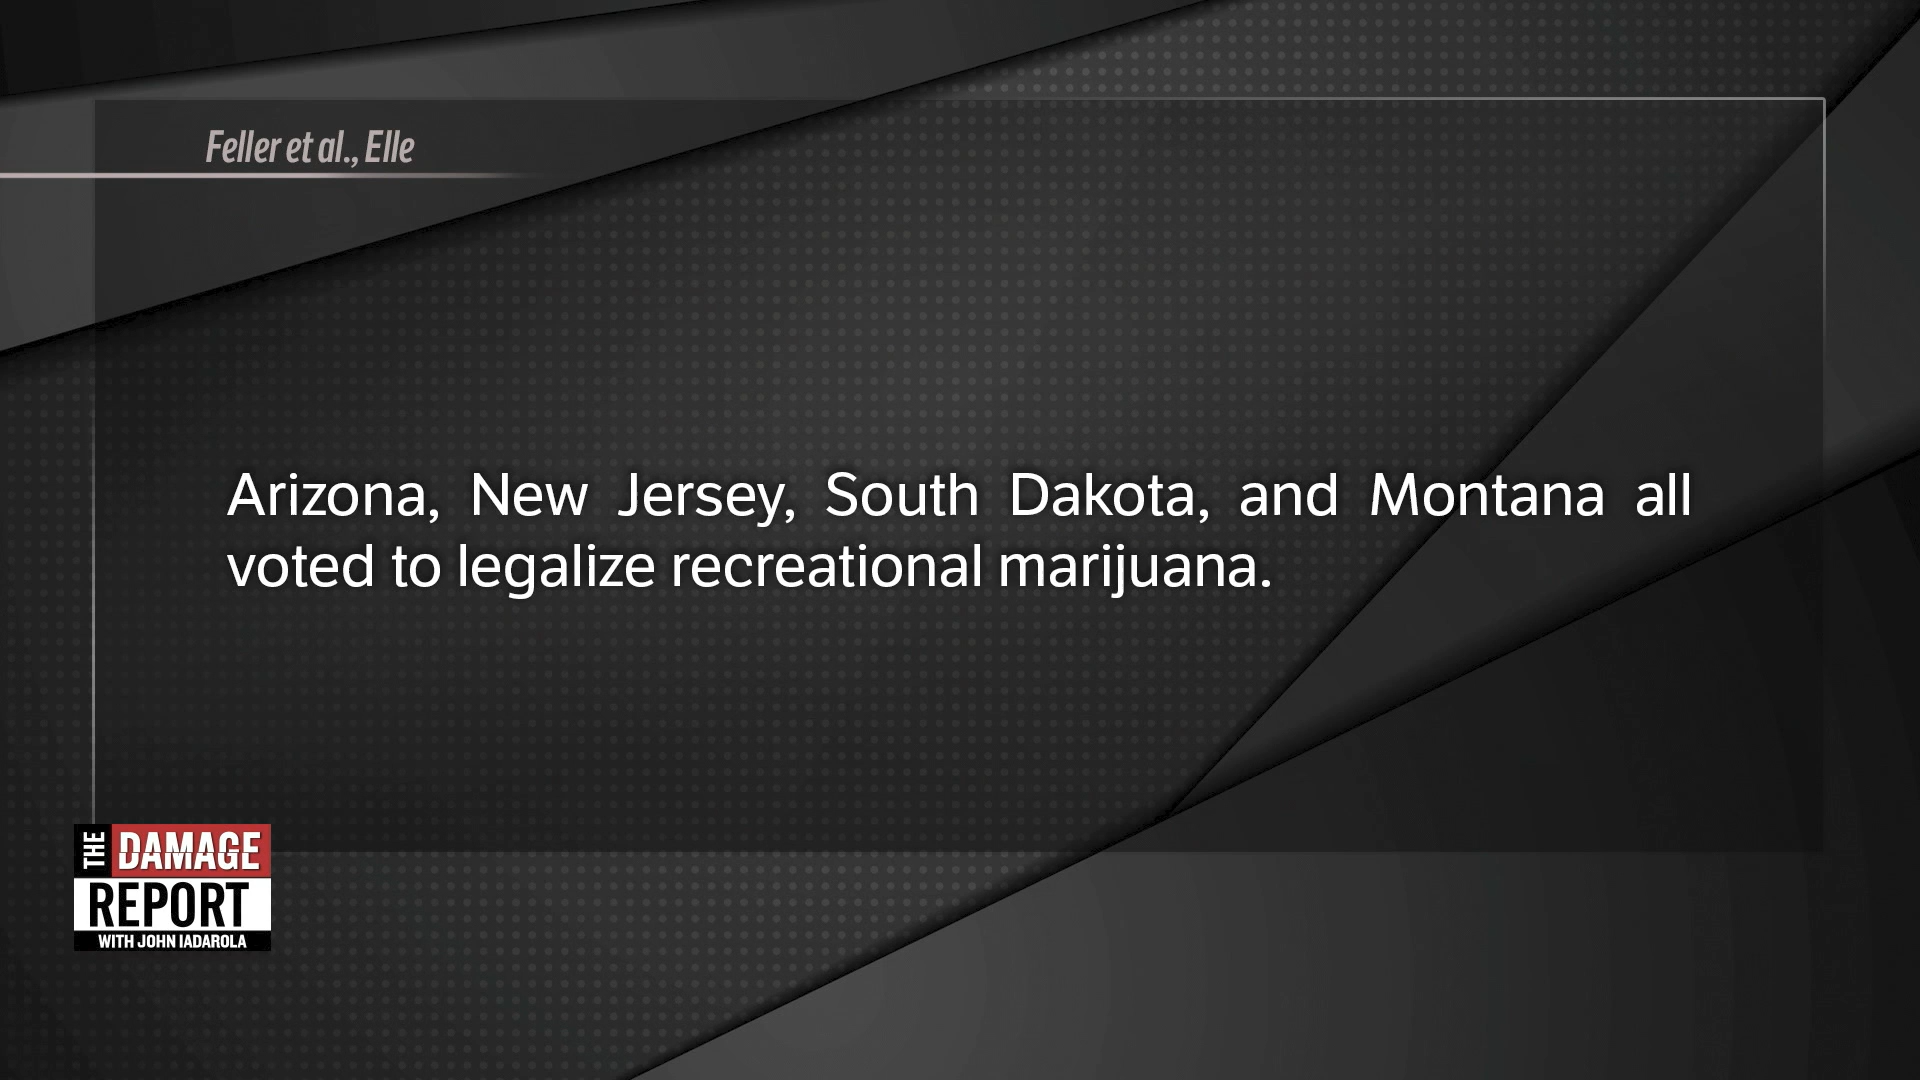 Feller et al., Elle
Arizona, New Jersey, South Dakota, and Montana all
voted to legalize recreational marijuana.
THE DAMAGE
REPORT
WITH JOHN IADAROLA